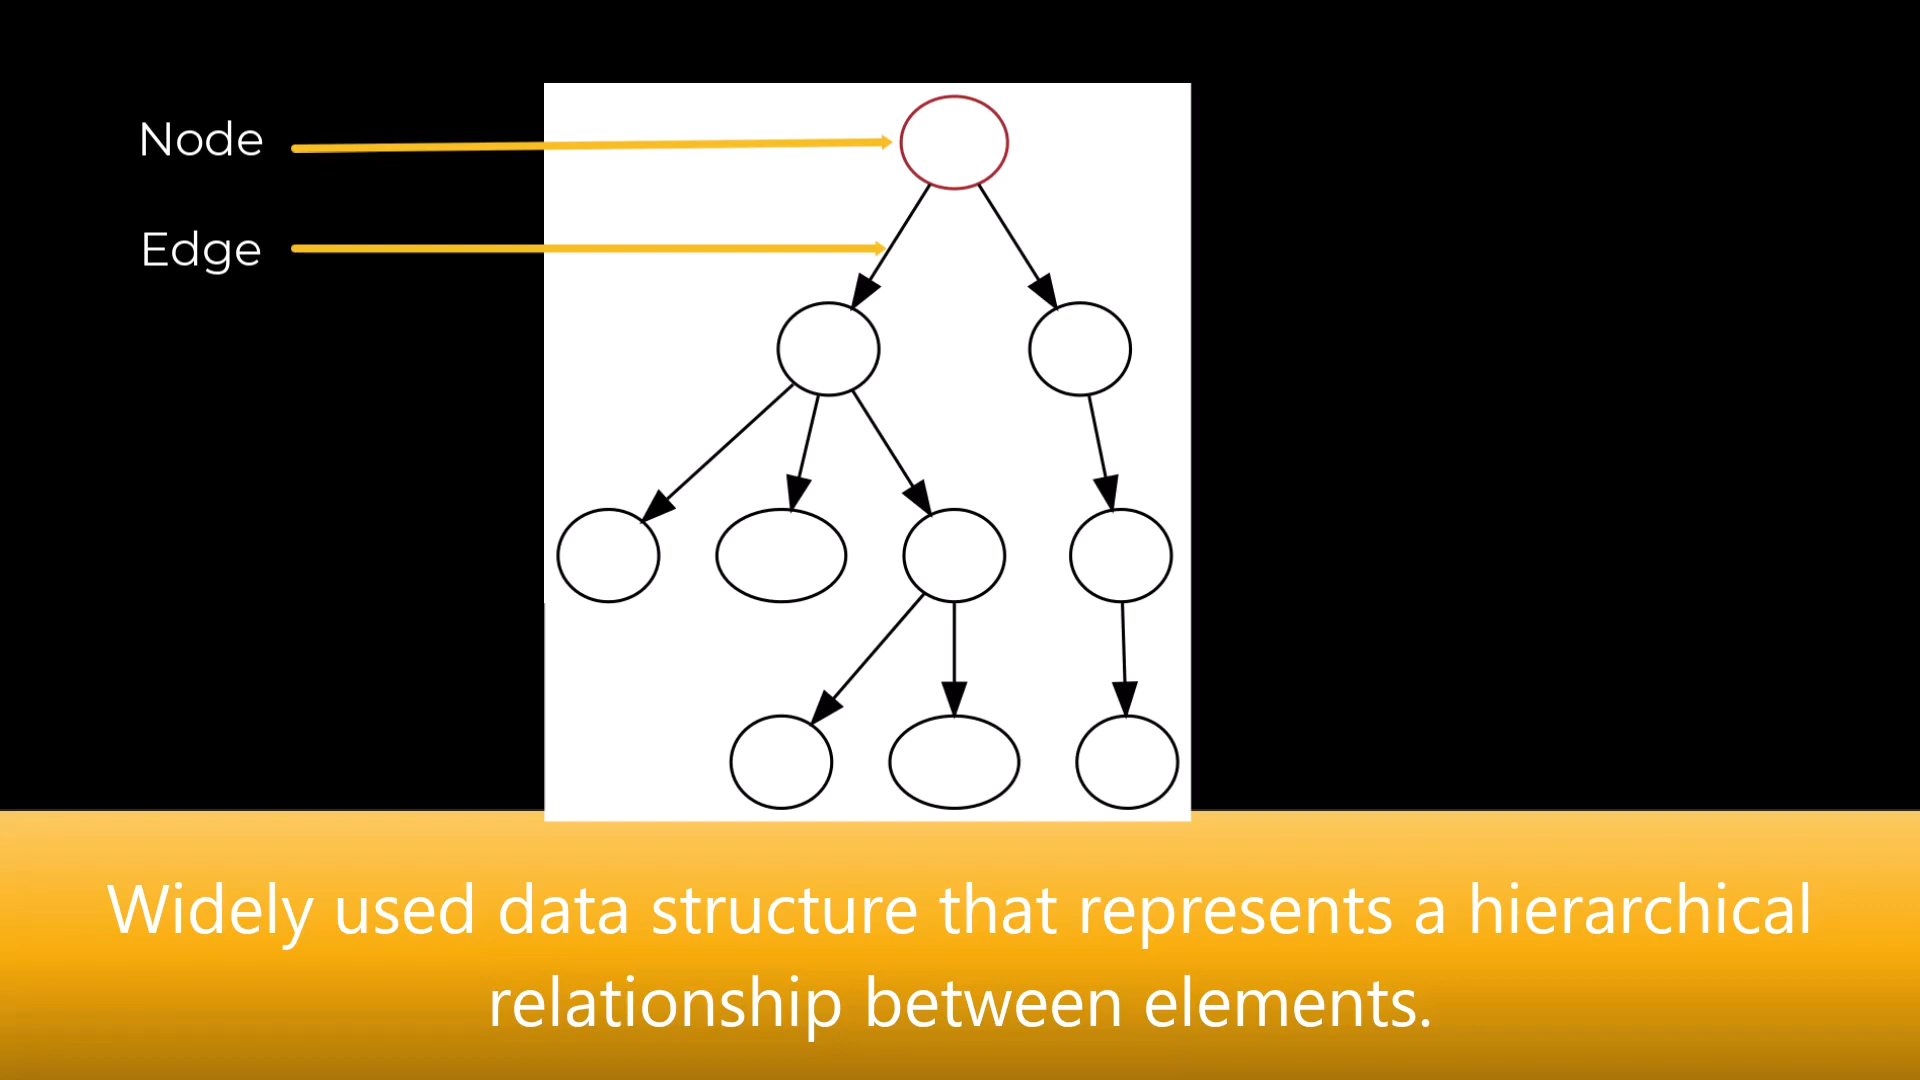 Node
Edge
Widely used data structure that represents a hierarchical
relationship between elements.